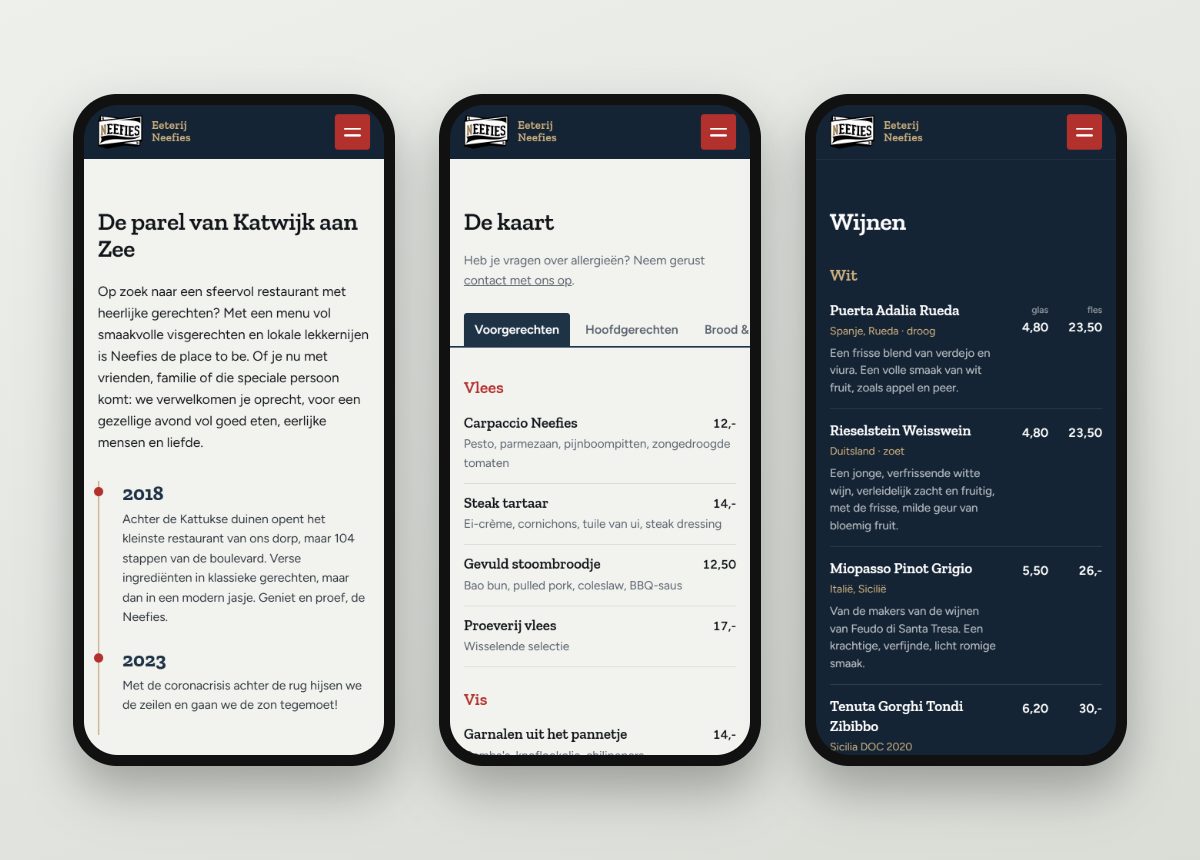 NEEFIES
Eeterij
Neefies
De parel van Katwijk aan
Zee
Op zoek naar een sfeervol restaurant met
heerlijke gerechten? Met een menu vol
smaakvolle visgerechten en lokale lekkernijen
is Neefies de place to be. Of je nu met
vrienden, familie of die speciale persoon
komt: we verwelkomen je oprecht, voor een
gezellige avond vol goed eten, eerlijke
mensen en liefde.
2018
Achter de Kattukse duinen opent het
kleinste restaurant van ons dorp, maar 104
stappen van de boulevard. Verse
ingrediënten in klassieke gerechten, maar
dan in een modern jasje. Geniet en proef, de
Neefies.
2023
Met de coronacrisis achter de rug hijsen we
de zeilen en gaan we de zon tegemoet!
NEEFIES
Eeterij
Neefies
De kaart
Heb je vragen over allergieën? Neem gerust
contact met ons op.
Voorgerechten Hoofdgerechten Brood &
Vlees
Carpaccio Neefies 12,-
Pesto, parmezaan, pijnboompitten, zongedroogde
tomaten
Steak tartaar 14,-
Ei-crème, cornichons, tuile van ui, steak dressing
Gevuld stoombroodje 12,50
Bao bun, pulled pork, coleslaw, BBQ-saus
Proeverij vlees 17,-
Wisselende selectie
Vis
Garnalen uit het pannetje 14,-
NEEFIES
Eeterij
Neefies
Wijnen
Wit
Puerta Adalia Rueda glas fles
Spanje, Rueda · droog 4,80 23,50
Een frisse blend van verdejo en
viura. Een volle smaak van wit
fruit, zoals appel en peer.
Rieselstein Weisswein 4,80 23,50
Duitsland · zoet
Een jonge, verfrissende witte
wijn, verleidelijk zacht en fruitig,
met de frisse, milde geur van
bloemig fruit.
Miopasso Pinot Grigio 5,50 26,-
Italië, Sicilië
Van de makers van de wijnen
van Feudo di Santa Tresa. Een
krachtige, verfijnde, licht romige
smaak.
Tenuta Gorghi Tondi 6,20 30,-
Zibibbo
Sicilia DOC 2020